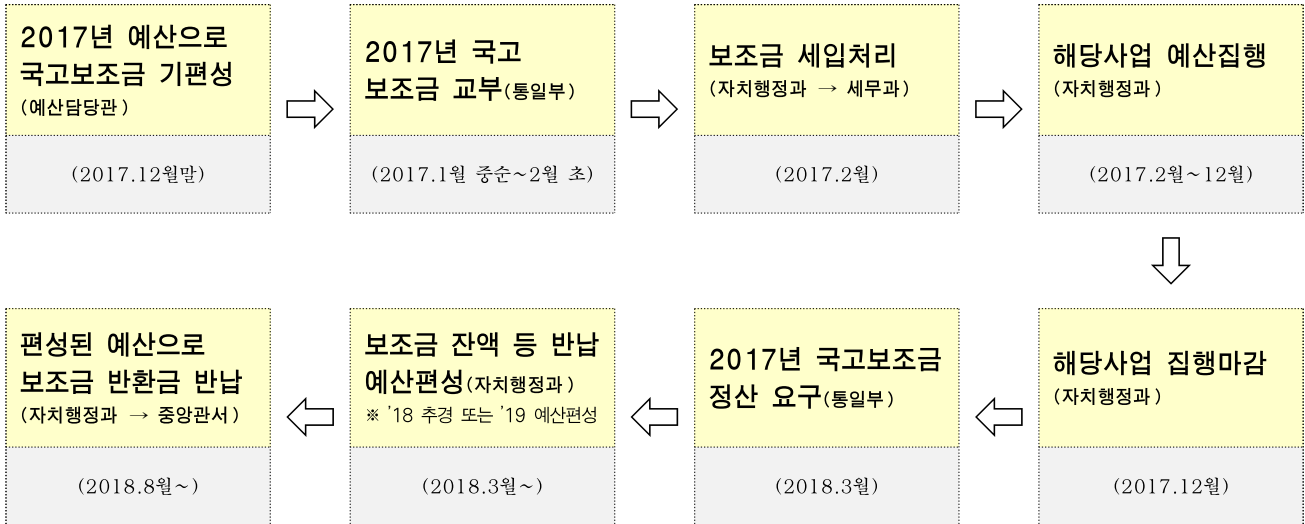 2017년 예산으로
국고보조금 기편성
(예산담당관)
(2017.12월말)
2017년 국고
보조금 교부(통일부)
(2017.1월 중순~2월 초)
보조금 세입처리
(자치행정과 → 세무과)
(2017.2월)
해당사업 예산집행
(자치행정과)
(2017.2월~12월)
해당사업 집행마감
(자치행정과)
(2017.12월)
2017년 국고보조금
정산 요구(통일부)
(2018.3월)
보조금 잔액 등 반납
예산편성(자치행정과)
※ '18 추경 또는 '19 예산편성
(2018.3월~)
편성된 예산으로
보조금 반환금 반납
(자치행정과 → 중앙관서)
(2018.8월~)